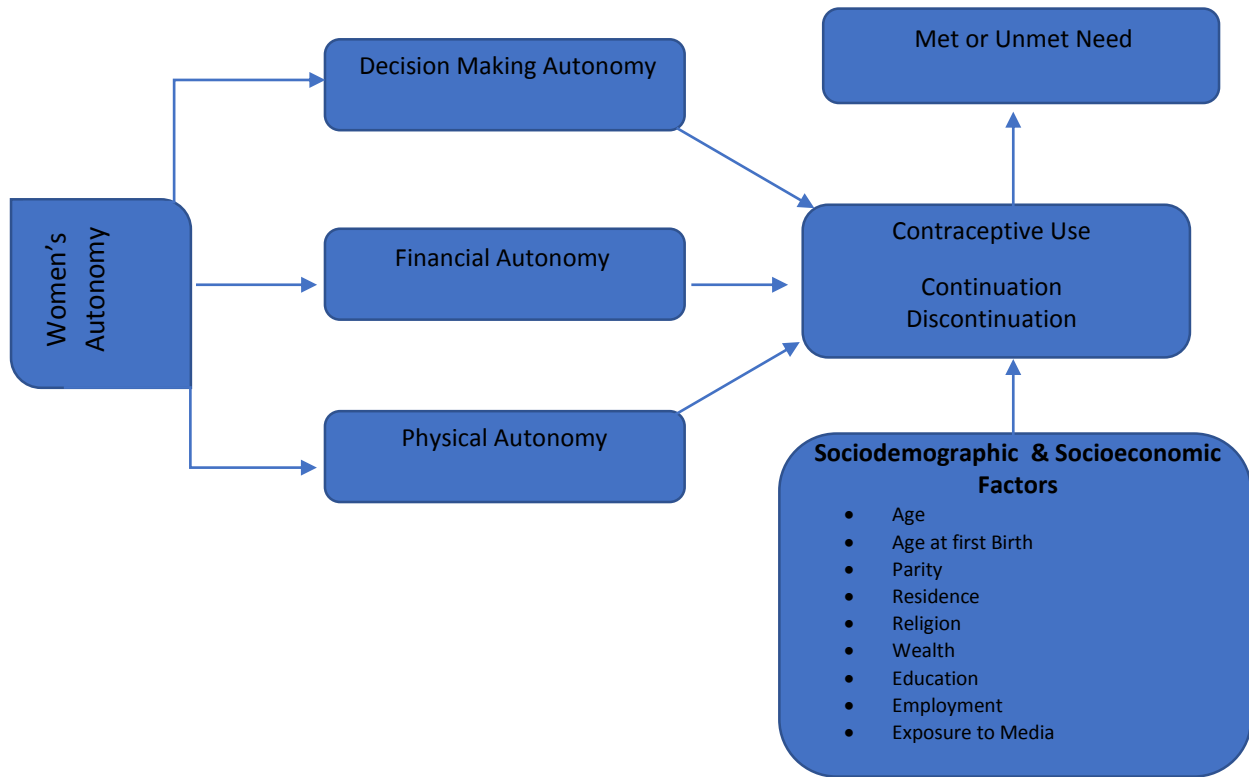 Women's
Autonomy
Decision Making Autonomy
Financial Autonomy
Physical Autonomy
Met or Unmet Need
Contraceptive Use
Continuation
Discontinuation
Sociodemographic & Socioeconomic
Factors
• Age
• Age at first Birth
• Parity
• Residence
• Religion
• Wealth
• Education
• Employment
• Exposure to Media